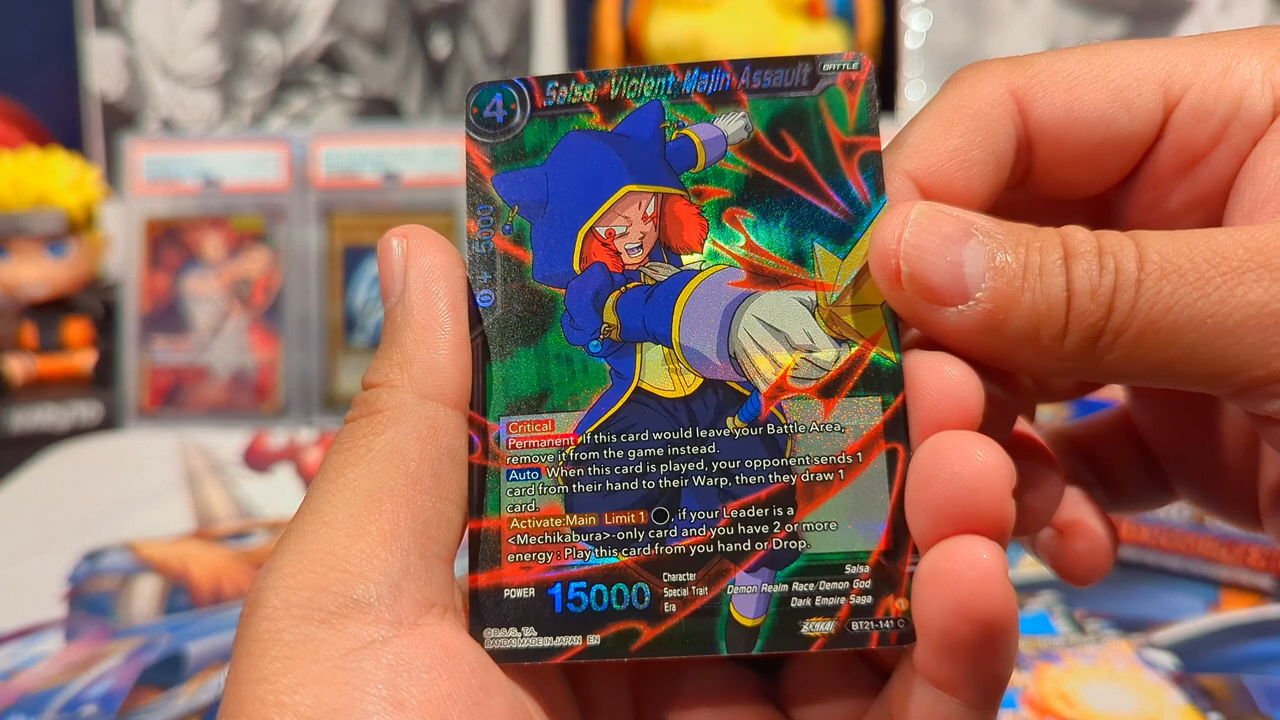 4
Salsa, Violent Majin Assault
BATTLE
0 + 5000
Critical
Permanent If this card would leave your Battle Area,
remove it from the game instead.
Auto When this card is played, your opponent sends 1
card from their hand to their Warp, then they draw 1
card.
Activate:Main Limit 1 , if your Leader is a
<Mechikabura>-only card and you have 2 or more
energy : Play this card from you hand or Drop.
POWER 15000
Character Salsa
Special Trait Demon Realm Race/Demon God
Era Dark Empire Saga
©B.S./S., T.A.
BANDAI MADE IN JAPAN EN
ZENKAI BT21-141 C